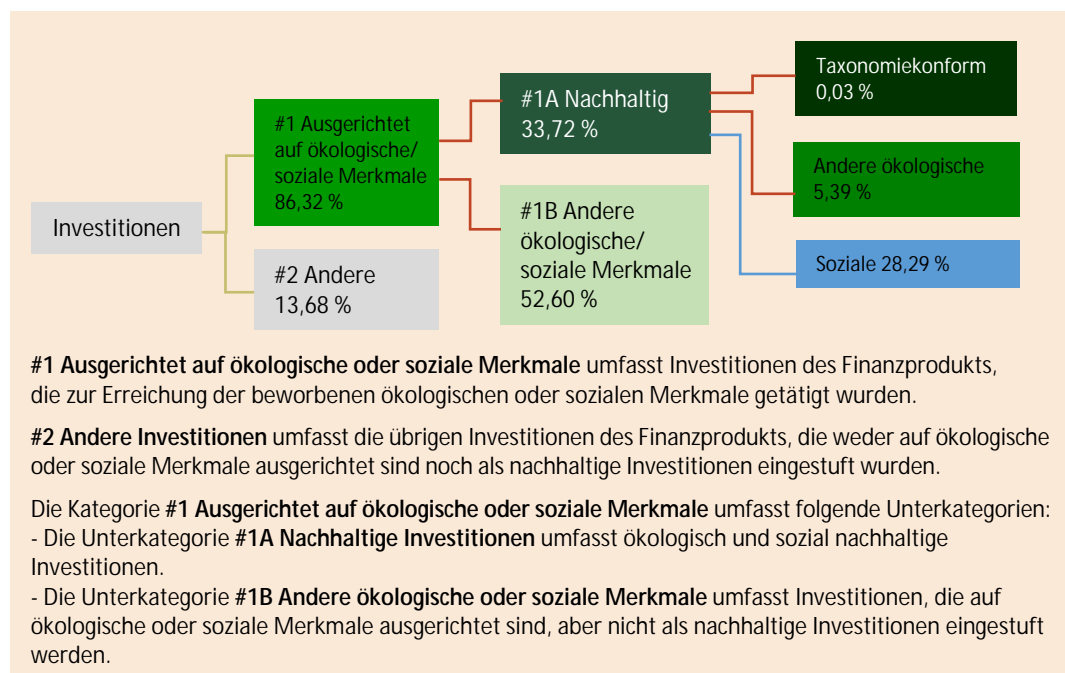 Investitionen
#1 Ausgerichtet
auf ökologische/
soziale Merkmale
86,32 %
#2 Andere
13,68 %
#1A Nachhaltig
33,72 %
#1B Andere
ökologische/
soziale Merkmale
52,60 %
Taxonomiekonform
0,03 %
Andere ökologische
5,39 %
Soziale 28,29 %
#1 Ausgerichtet auf ökologische oder soziale Merkmale umfasst Investitionen des Finanzprodukts,
die zur Erreichung der beworbenen ökologischen oder sozialen Merkmale getätigt wurden.
#2 Andere Investitionen umfasst die übrigen Investitionen des Finanzprodukts, die weder auf ökologische
oder soziale Merkmale ausgerichtet sind noch als nachhaltige Investitionen eingestuft wurden.
Die Kategorie #1 Ausgerichtet auf ökologische oder soziale Merkmale umfasst folgende Unterkategorien:
- Die Unterkategorie #1A Nachhaltige Investitionen umfasst ökologisch und sozial nachhaltige
Investitionen.
- Die Unterkategorie #1B Andere ökologische oder soziale Merkmale umfasst Investitionen, die auf
ökologische oder soziale Merkmale ausgerichtet sind, aber nicht als nachhaltige Investitionen eingestuft
werden.